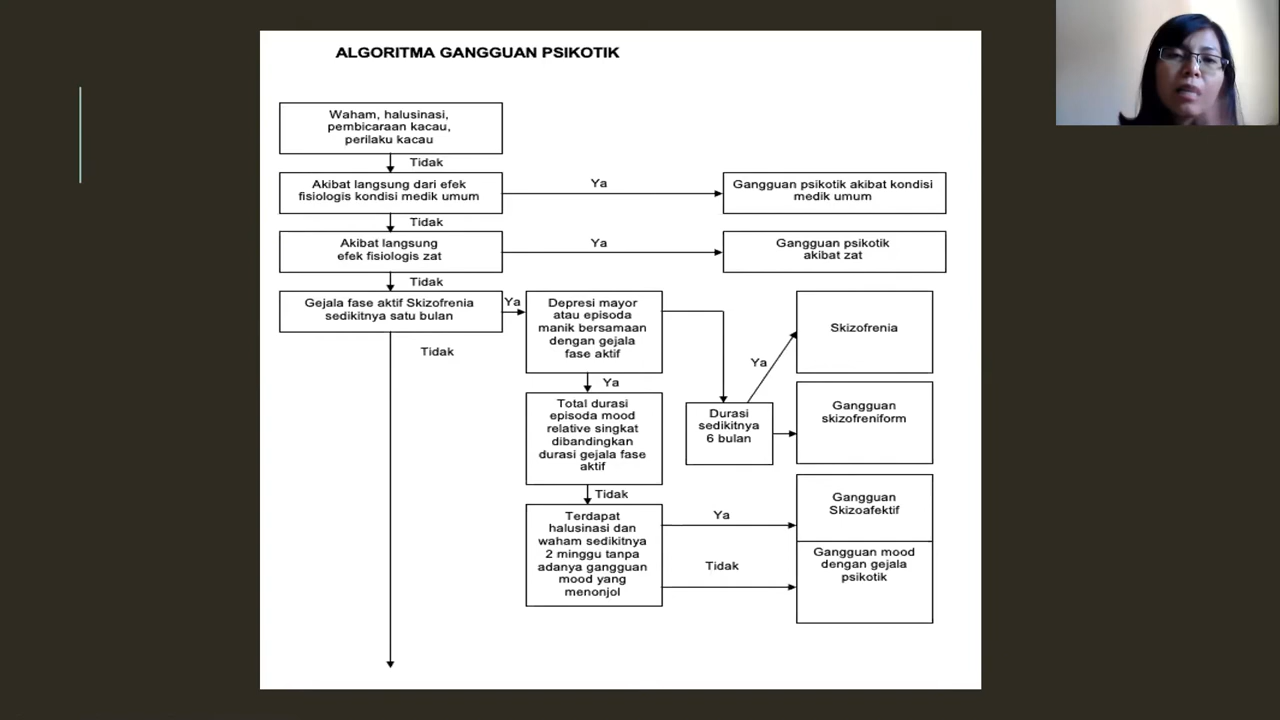 ALGORITMA GANGGUAN PSIKOTIK
Waham, halusinasi,
pembicaraan kacau,
perilaku kacau
Tidak
Akibat langsung dari efek
fisiologis kondisi medik umum
Ya
Gangguan psikotik akibat kondisi
medik umum
Tidak
Akibat langsung
efek fisiologis zat
Ya
Gangguan psikotik
akibat zat
Tidak
Gejala fase aktif Skizofrenia
sedikitnya satu bulan
Ya
Depresi mayor
atau episoda
manik bersamaan
dengan gejala
fase aktif
Skizofrenia
Tidak
Ya
Ya
Total durasi
episoda mood
relative singkat
dibandingkan
durasi gejala fase
aktif
Durasi
sedikitnya
6 bulan
Gangguan
skizofreniform
Tidak
Terdapat
halusinasi dan
waham sedikitnya
2 minggu tanpa
adanya gangguan
mood yang
menonjol
Ya
Gangguan
Skizoafektif
Tidak
Gangguan mood
dengan gejala
psikotik